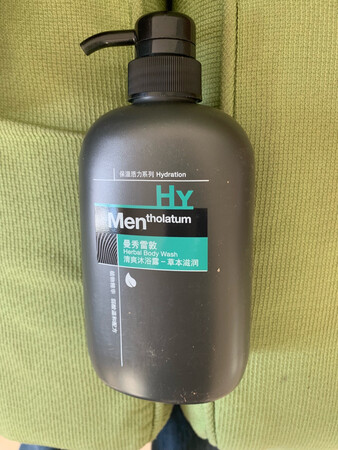 保濕活力系列 Hydration
HY
Mentholatum
曼秀雷敦
Herbal Body Wash
清爽沐浴露 - 草本滋潤